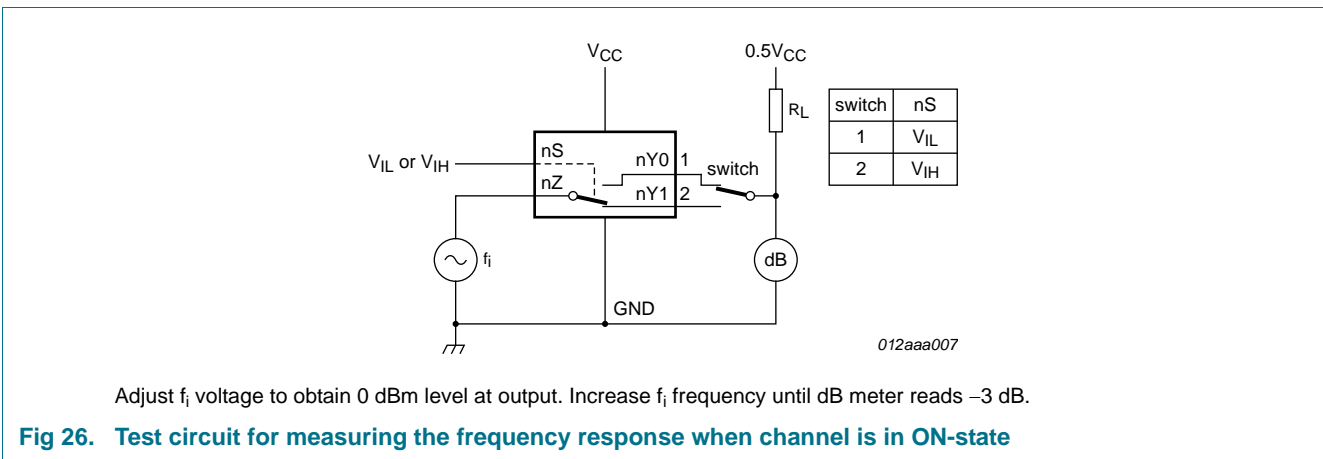 VCC
0.5VCC
RL
switch nS
1 VIL
2 VIH
VIL or VIH
nS
nZ
nY0 1
nY1 2
switch
fi
dB
GND
012aaa007
Adjust fi voltage to obtain 0 dBm level at output. Increase fi frequency until dB meter reads −3 dB.
Fig 26. Test circuit for measuring the frequency response when channel is in ON-state